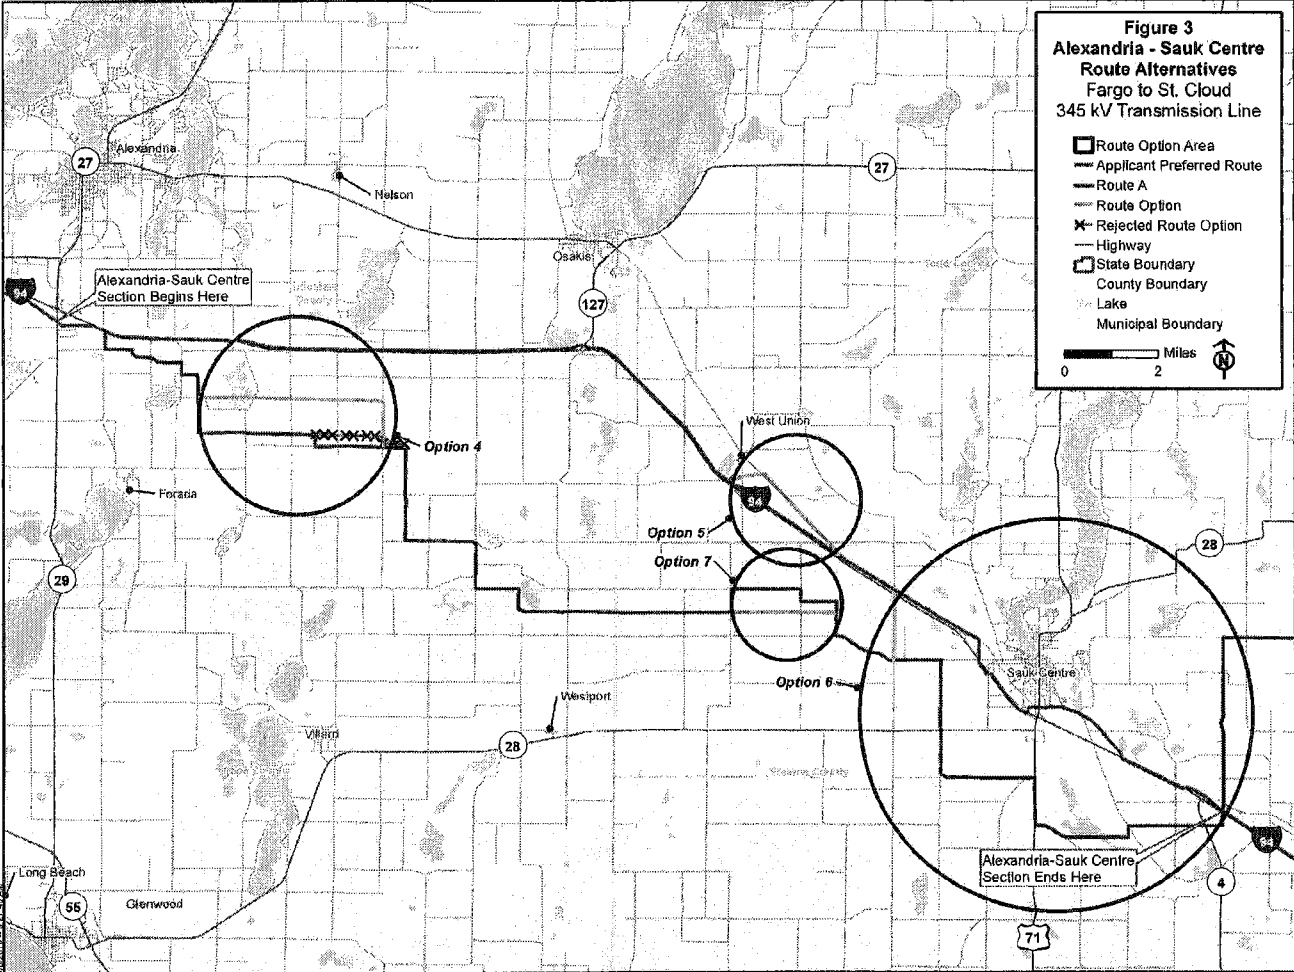 Figure 3
Alexandria - Sauk Centre
Route Alternatives
Fargo to St. Cloud
345 kV Transmission Line
Route Option Area
Applicant Preferred Route
Route A
Route Option
Rejected Route Option
Highway
State Boundary
County Boundary
Lake
Municipal Boundary
Miles
0 2
N
Alexandria
27
Nelson
27
Osakis
94
Alexandria-Sauk Centre
Section Begins Here
127
Option 4
West Union
Forada
94
Option 5
28
Option 7
29
Sauk Centre
Option 6
Westport
Villard
28
Stearns County
94
Alexandria-Sauk Centre
Section Ends Here
Long Beach
4
55
Glenwood
71